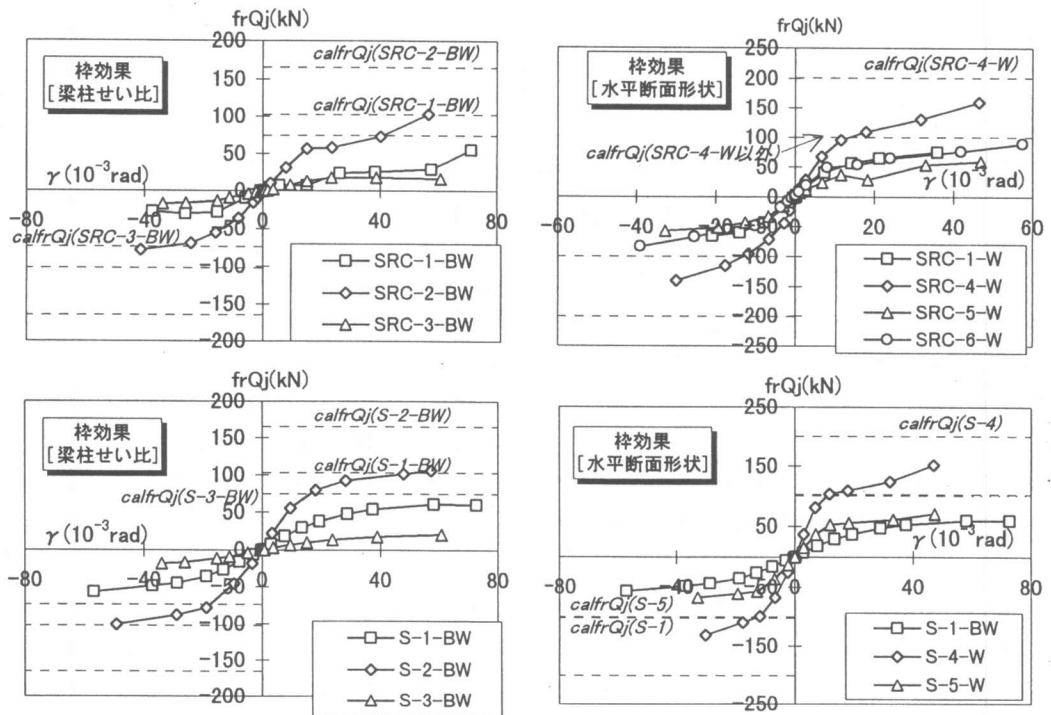 frQj(kN)
200
150
100
50
0
-50
-100
-150
-200
-80
-40
0
40
80
枠効果
[梁柱せい比]
calfrQj(SRC-2-BW)
calfrQj(SRC-1-BW)
γ(10⁻³rad)
calfrQj(SRC-3-BW)
SRC-1-BW
SRC-2-BW
SRC-3-BW
frQj(kN)
250
200
150
100
50
0
-50
-100
-150
-200
-250
-60
-40
-20
0
20
40
60
枠効果
[水平断面形状]
calfrQj(SRC-4-W)
calfrQj(SRC-4-W以外)
γ(10⁻³rad)
SRC-1-W
SRC-4-W
SRC-5-W
SRC-6-W
frQj(kN)
200
150
100
50
0
-50
-100
-150
-200
-80
-40
0
40
80
枠効果
[梁柱せい比]
calfrQj(S-2-BW)
calfrQj(S-1-BW)
calfrQj(S-3-BW)
γ(10⁻³rad)
S-1-BW
S-2-BW
S-3-BW
frQj(kN)
250
150
50
-50
-150
-250
-80
-40
0
40
80
枠効果
[水平断面形状]
calfrQj(S-4)
γ(10⁻³rad)
calfrQj(S-5)
calfrQj(S-1)
S-1-BW
S-4-W
S-5-W